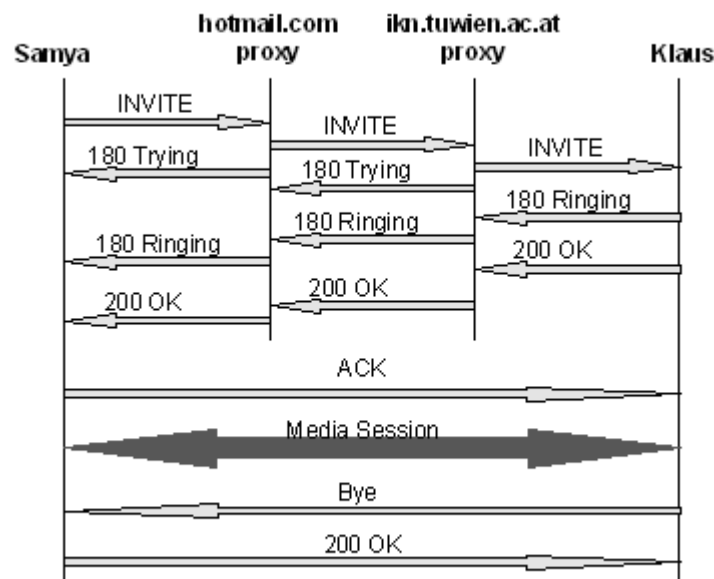 hotmail.com ikn.tuwien.ac.at
Samya proxy proxy Klaus
INVITE
INVITE
INVITE
180 Trying
180 Trying
180 Ringing
180 Ringing
180 Ringing
200 OK
200 OK
200 OK
ACK
Media Session
Bye
200 OK